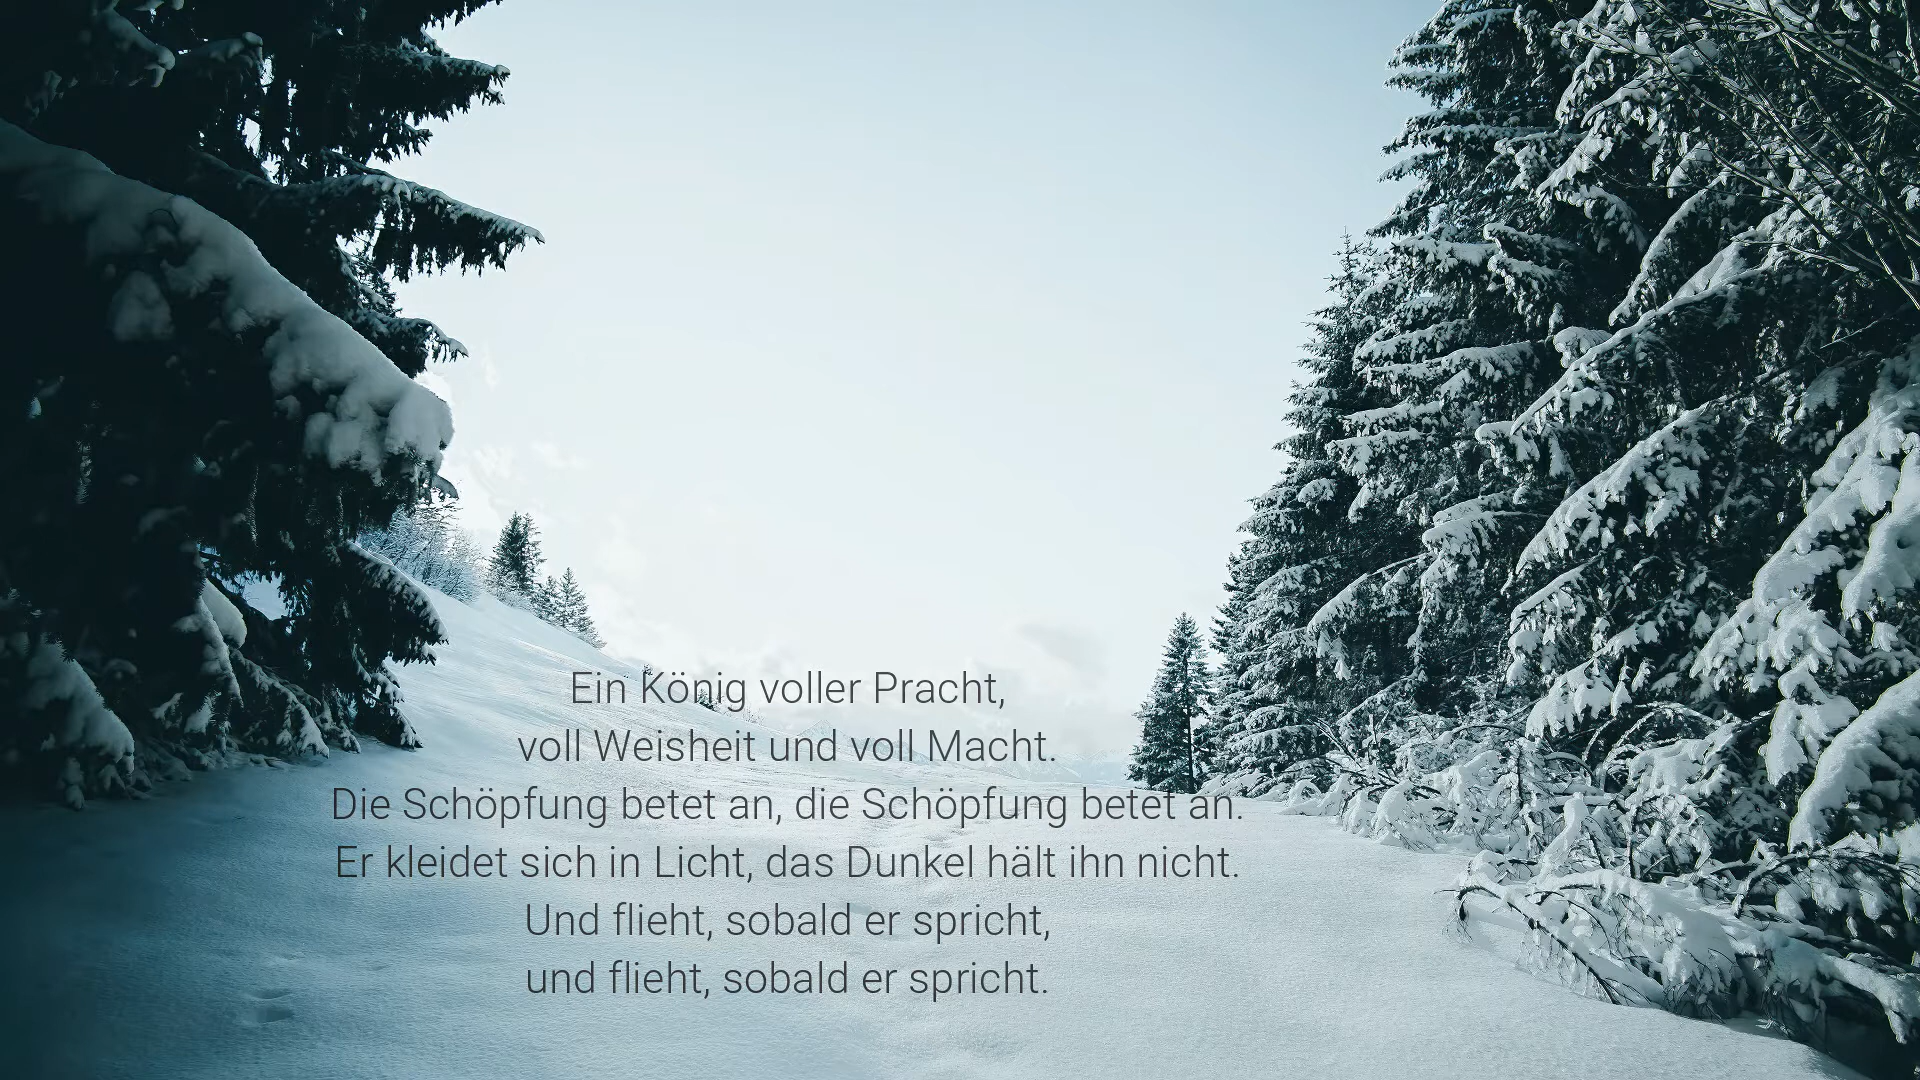 Ein König voller Pracht,
voll Weisheit und voll Macht.
Die Schöpfung betet an, die Schöpfung betet an.
Er kleidet sich in Licht, das Dunkel hält ihn nicht.
Und flieht, sobald er spricht,
und flieht, sobald er spricht.